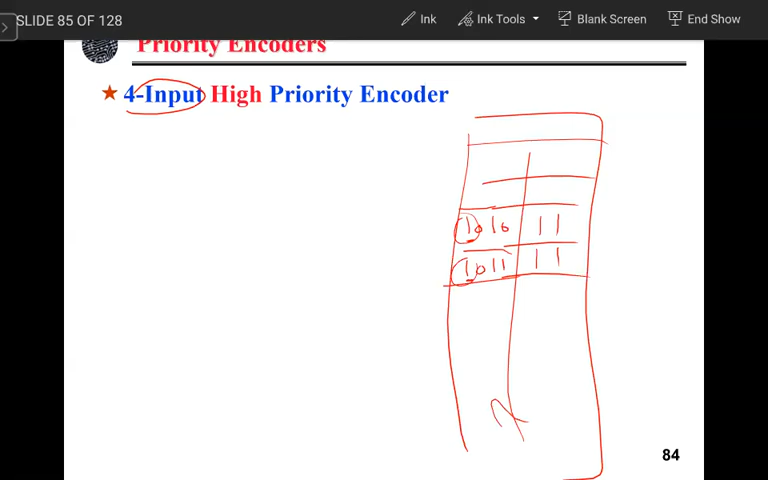 SLIDE 85 OF 128
Ink
Ink Tools
Blank Screen
End Show
Priority Encoders
4-Input High Priority Encoder
1010 11
1011 11
84